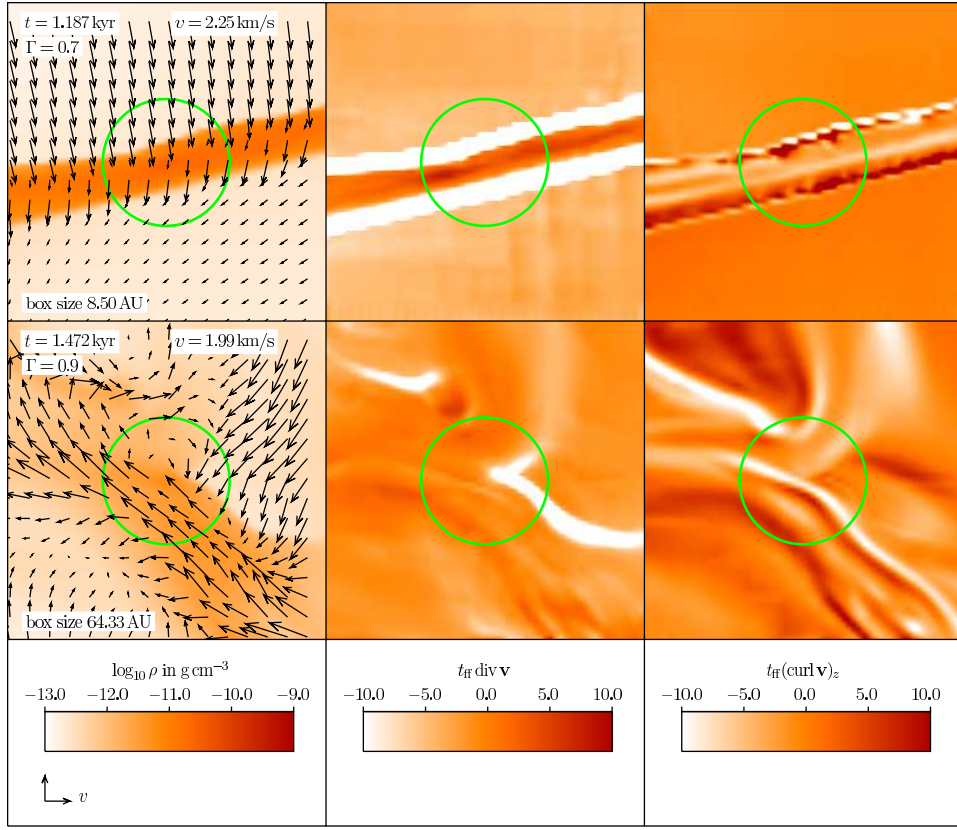 t = 1.187 kyr v = 2.25 km/s
Γ = 0.7
box size 8.50 AU
t = 1.472 kyr v = 1.99 km/s
Γ = 0.9
box size 64.33 AU
log₁₀ ρ in g cm⁻³ t_ff div v t_ff (curl v)_z
−13.0 −12.0 −11.0 −10.0 −9.0 −10.0 −5.0 0.0 5.0 10.0 −10.0 −5.0 0.0 5.0 10.0
v